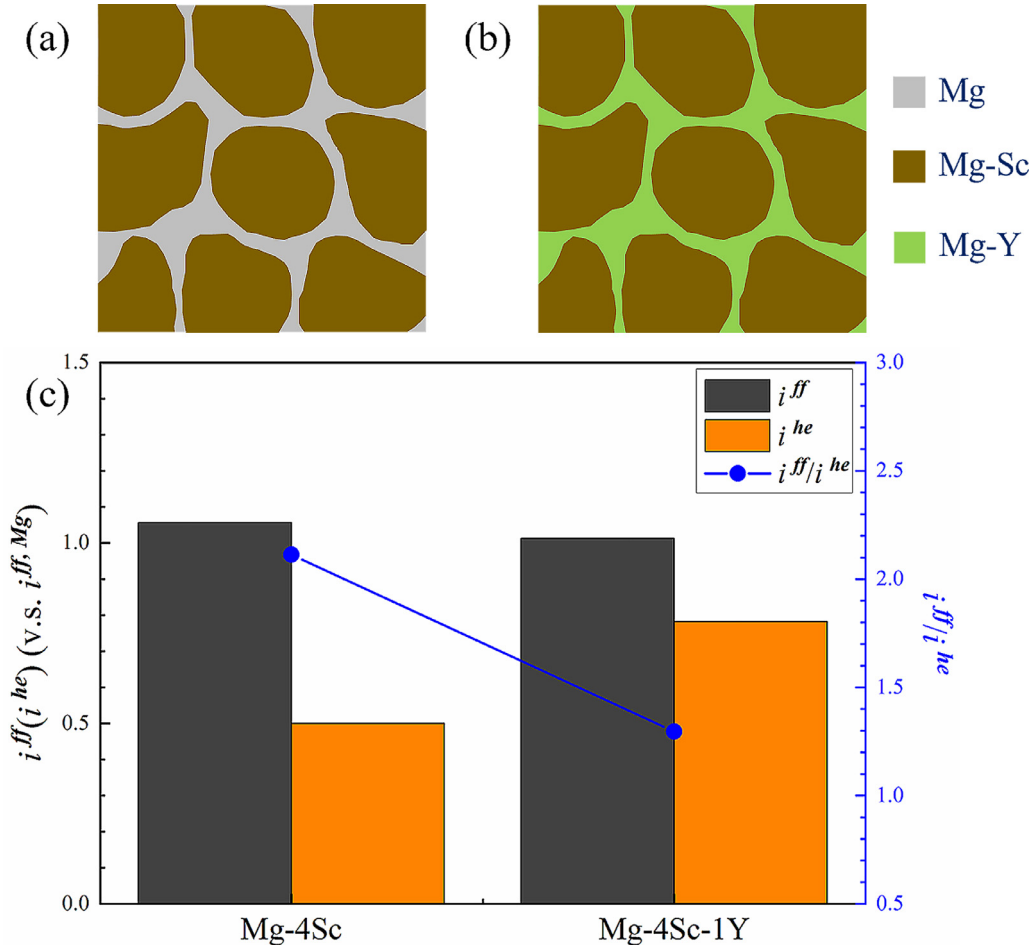 (a)
(b)
Mg
Mg-Sc
Mg-Y
(c)
i ff
i he
i ff/i he
i ff(i he) (v.s. i ff, Mg)
1.5
1.0
0.5
0.0
3.0
2.5
2.0
1.5
1.0
0.5
i ff/i he
Mg-4Sc
Mg-4Sc-1Y